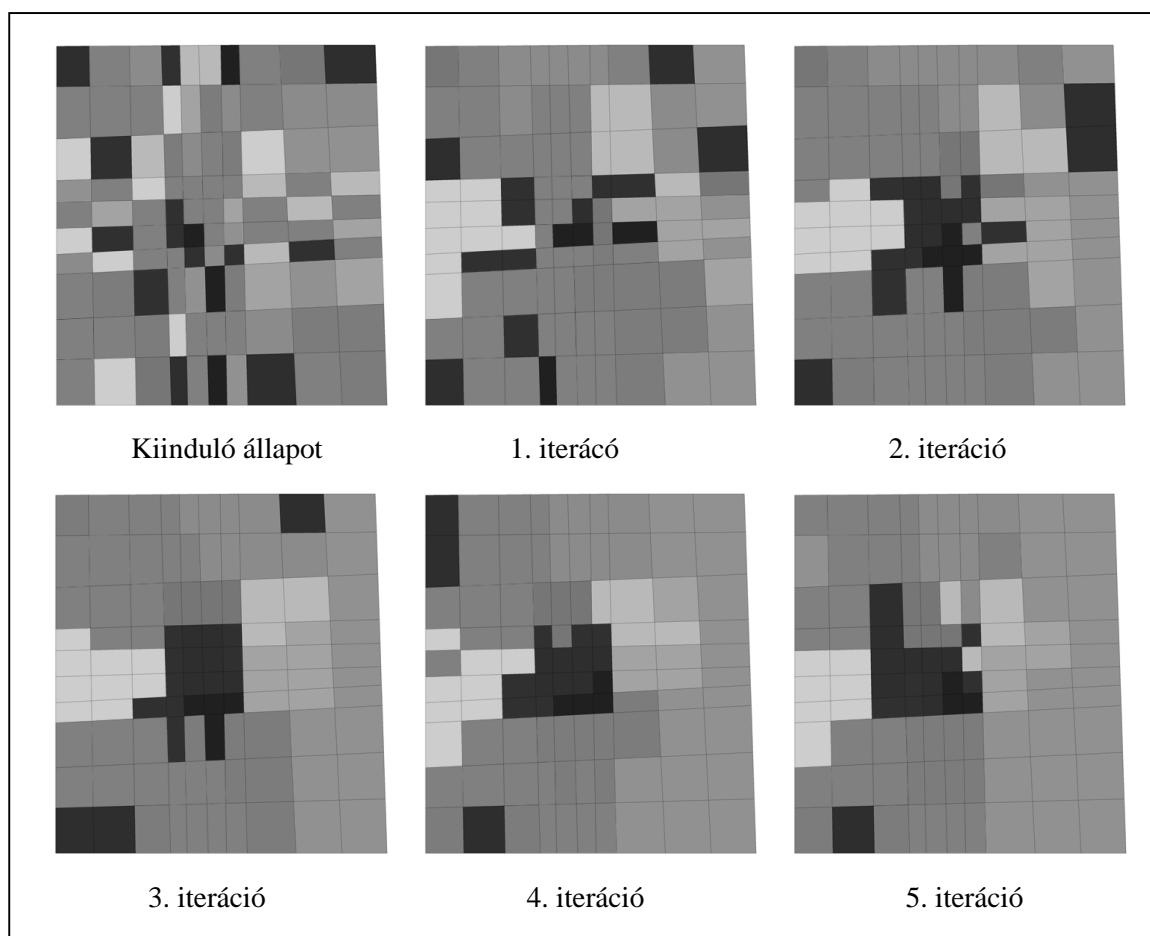 Kiinduló állapot
1. iterácó
2. iteráció
3. iteráció
4. iteráció
5. iteráció